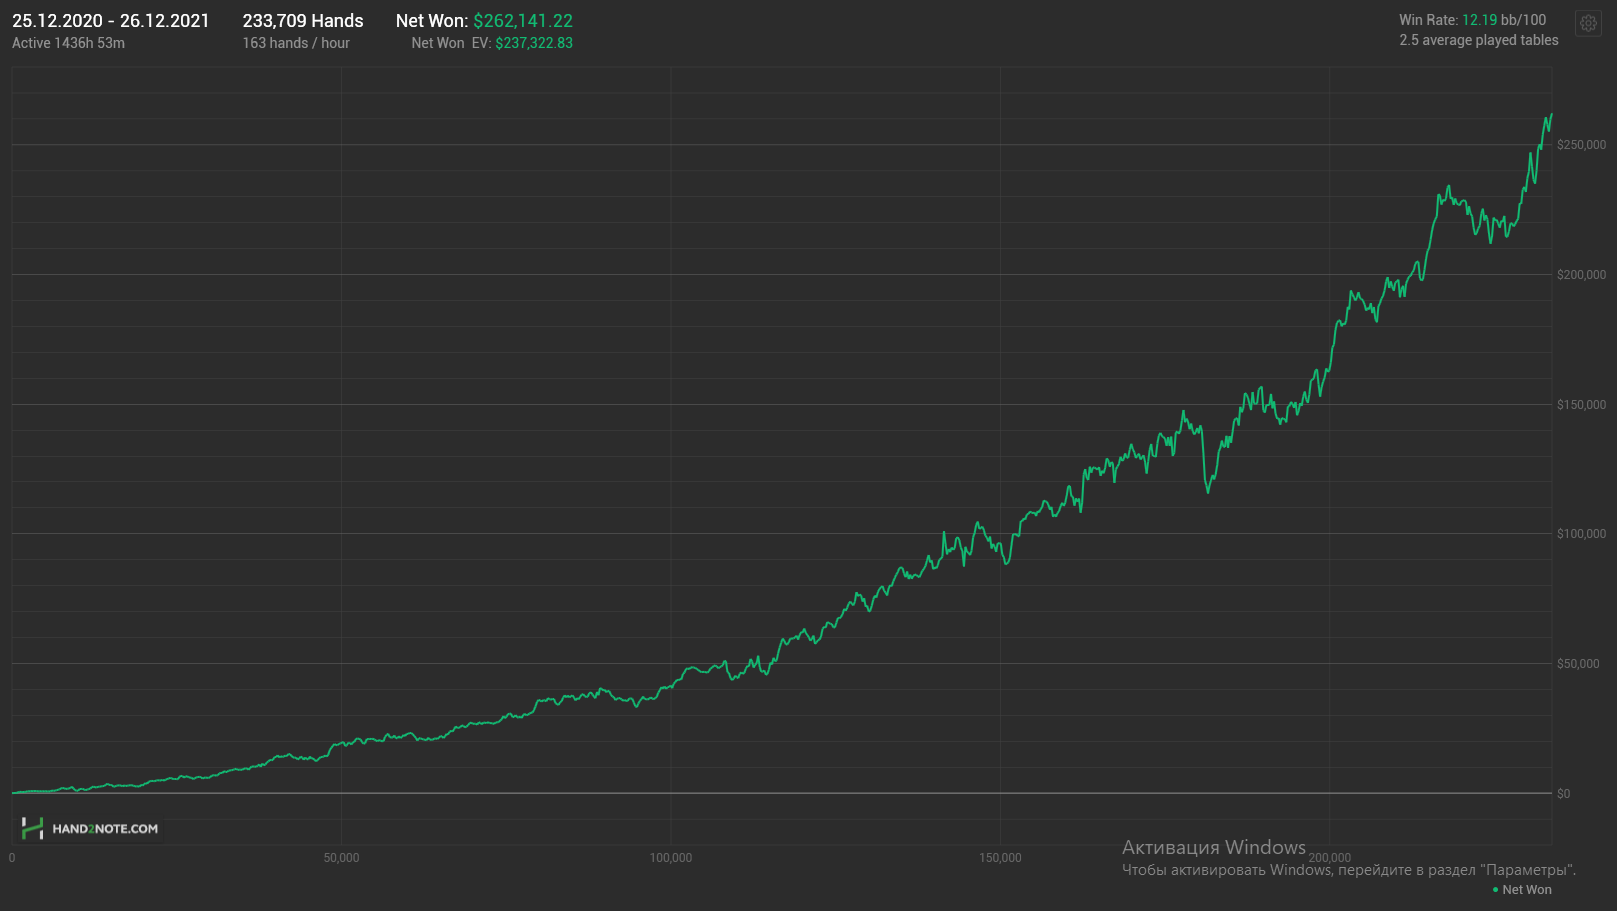 25.12.2020 - 26.12.2021 233,709 Hands Net Won: $262,141.22 Win Rate: 12.19 bb/100
Active 1436h 53m 163 hands / hour Net Won EV: $237,322.83 2.5 average played tables
$250,000
$200,000
$150,000
$100,000
$50,000
$0
HAND2NOTE.COM
0 50,000 100,000 150,000 200,000
Активация Windows
Чтобы активировать Windows, перейдите в раздел "Параметры".
Net Won